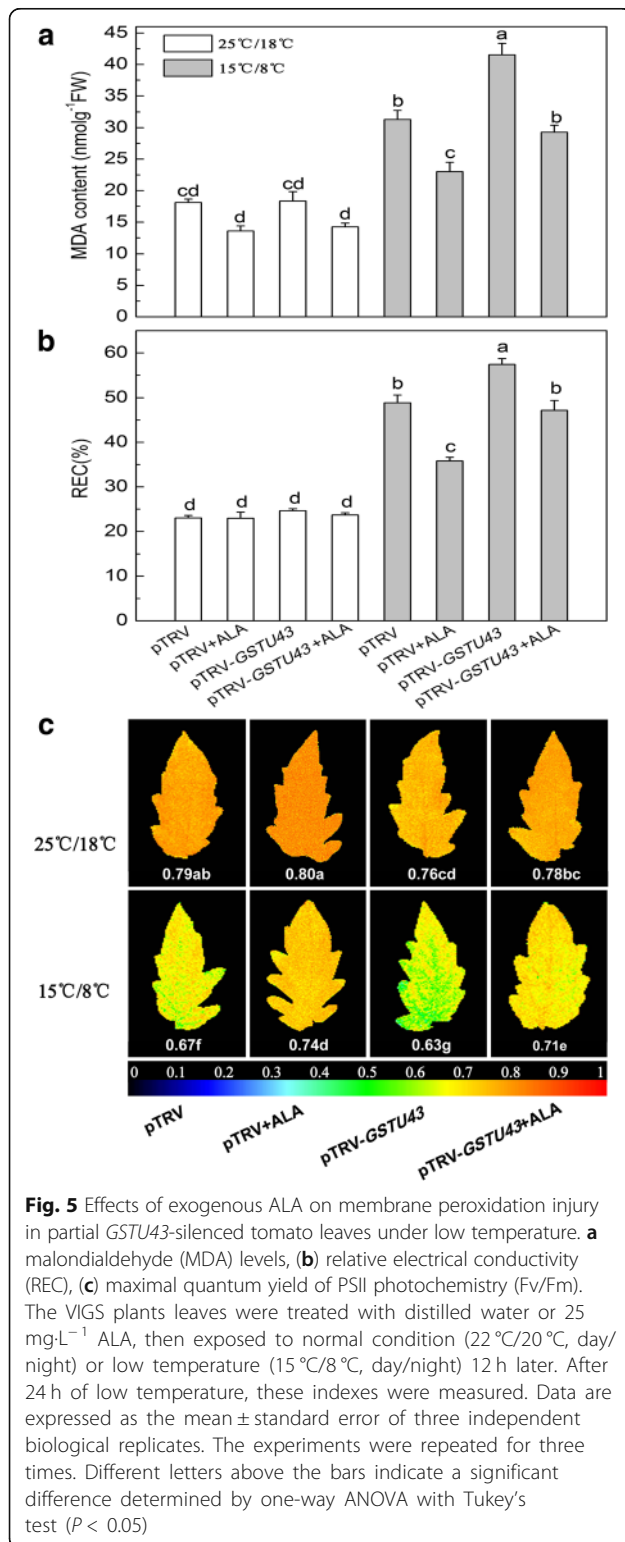 a
45
40
35
30
25
20
15
10
5
0
MDA content (nmolg⁻¹FW)
25℃/18℃
15℃/8℃
cd
d
cd
d
b
c
a
b
b
60
50
40
30
20
10
0
REC(%)
d
d
d
d
b
c
a
b
pTRV
pTRV+ALA
pTRV-GSTU43
pTRV-GSTU43+ALA
pTRV
pTRV+ALA
pTRV-GSTU43
pTRV-GSTU43+ALA
c
25℃/18℃
0.79ab 0.80a 0.76cd 0.78bc
15℃/8℃
0.67f 0.74d 0.63g 0.71e
0 0.1 0.2 0.3 0.4 0.5 0.6 0.7 0.8 0.9 1
pTRV
pTRV+ALA
pTRV-GSTU43
pTRV-GSTU43+ALA
Fig. 5 Effects of exogenous ALA on membrane peroxidation injury
in partial GSTU43-silenced tomato leaves under low temperature. a
malondialdehyde (MDA) levels, (b) relative electrical conductivity
(REC), (c) maximal quantum yield of PSII photochemistry (Fv/Fm).
The VIGS plants leaves were treated with distilled water or 25
mg·L⁻¹ ALA, then exposed to normal condition (22 °C/20 °C, day/
night) or low temperature (15 °C/8 °C, day/night) 12 h later. After
24 h of low temperature, these indexes were measured. Data are
expressed as the mean ± standard error of three independent
biological replicates. The experiments were repeated for three
times. Different letters above the bars indicate a significant
difference determined by one-way ANOVA with Tukey's
test (P < 0.05)